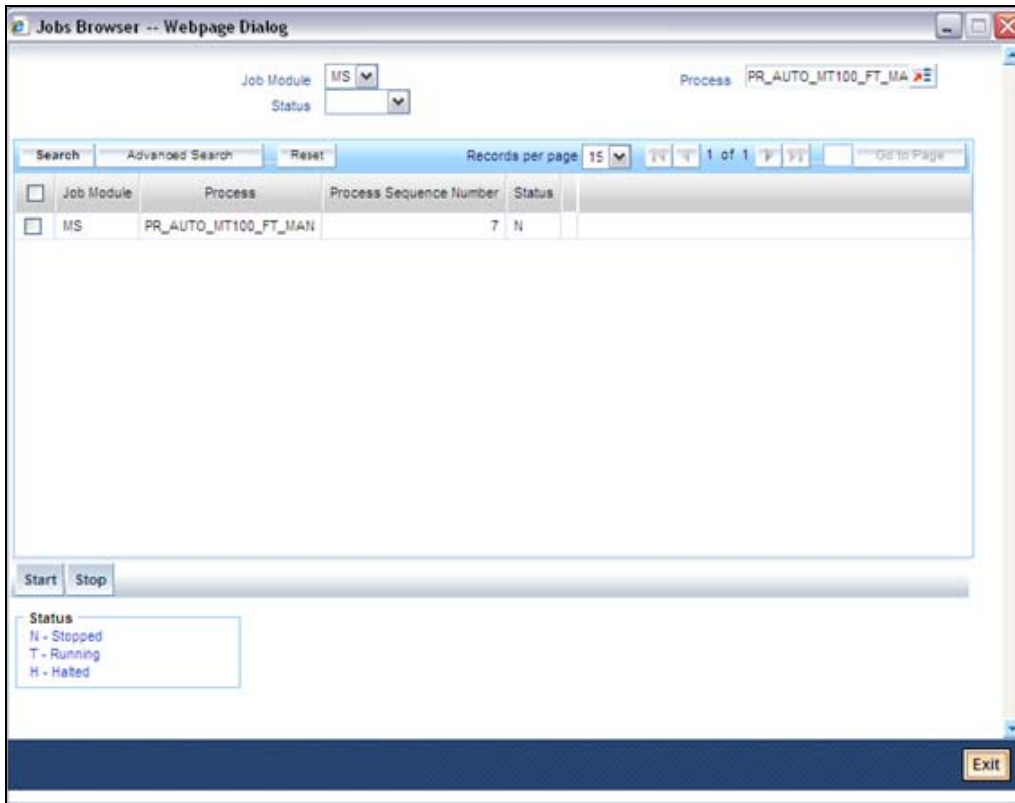 Jobs Browser -- Webpage Dialog
Job Module MS Process PR_AUTO_MT100_FT_MA
Status
Search Advanced Search Reset Records per page 15 1 of 1 Go to Page
Job Module Process Process Sequence Number Status
MS PR_AUTO_MT100_FT_MAN 7 N
Start Stop
Status
N - Stopped
T - Running
H - Halted
Exit